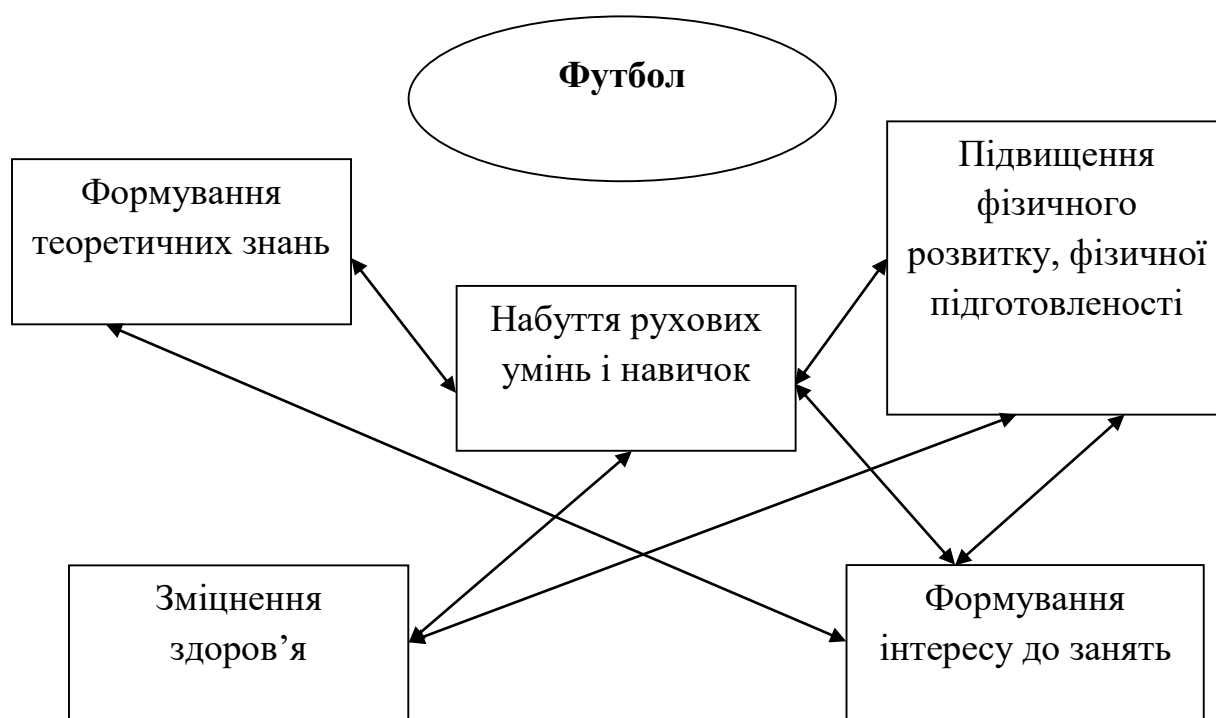 Футбол
Формування
теоретичних знань
Підвищення
фізичного
розвитку, фізичної
підготовленості
Набуття рухових
умінь і навичок
Зміцнення
здоров’я
Формування
інтересу до занять